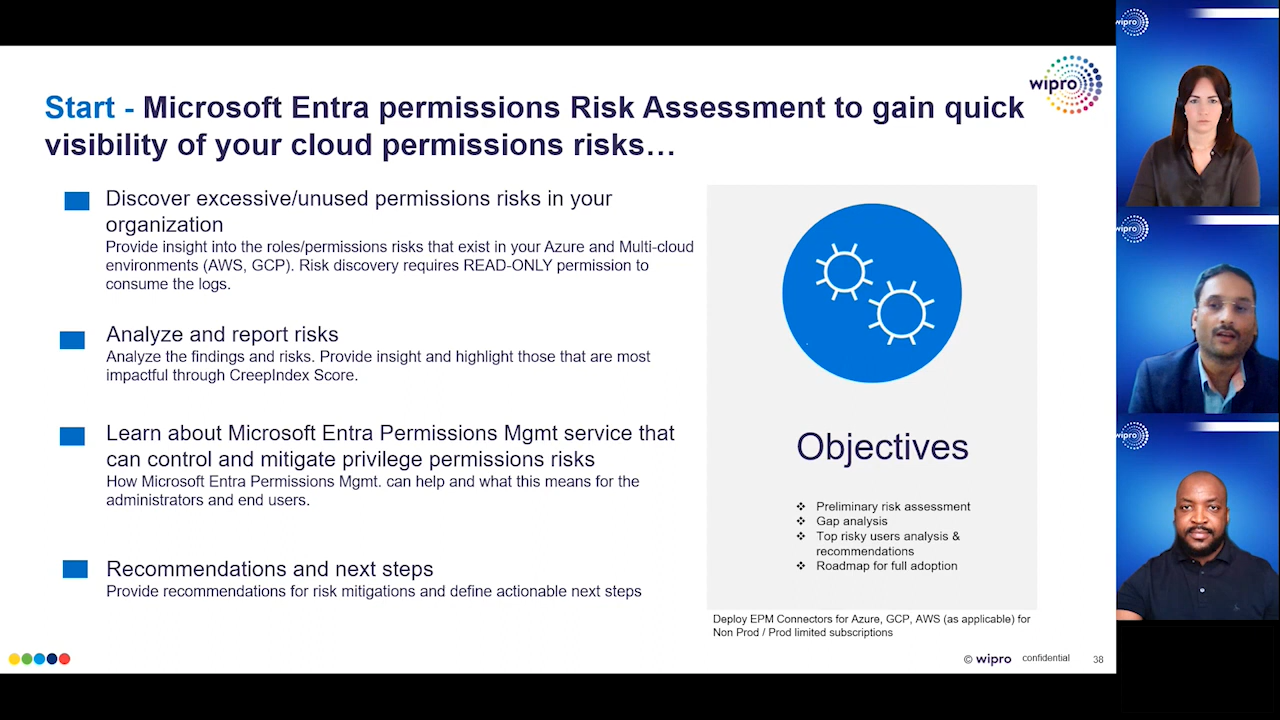 wipro
Start - Microsoft Entra permissions Risk Assessment to gain quick
visibility of your cloud permissions risks…
Discover excessive/unused permissions risks in your
organization
Provide insight into the roles/permissions risks that exist in your Azure and Multi-cloud
environments (AWS, GCP). Risk discovery requires READ-ONLY permission to
consume the logs.
Analyze and report risks
Analyze the findings and risks. Provide insight and highlight those that are most
impactful through CreepIndex Score.
Learn about Microsoft Entra Permissions Mgmt service that
can control and mitigate privilege permissions risks
How Microsoft Entra Permissions Mgmt. can help and what this means for the
administrators and end users.
Recommendations and next steps
Provide recommendations for risk mitigations and define actionable next steps
Objectives
❖ Preliminary risk assessment
❖ Gap analysis
❖ Top risky users analysis &
recommendations
❖ Roadmap for full adoption
Deploy EPM Connectors for Azure, GCP, AWS (as applicable) for
Non Prod / Prod limited subscriptions
© wipro confidential 38
wipro
wipro
wipro